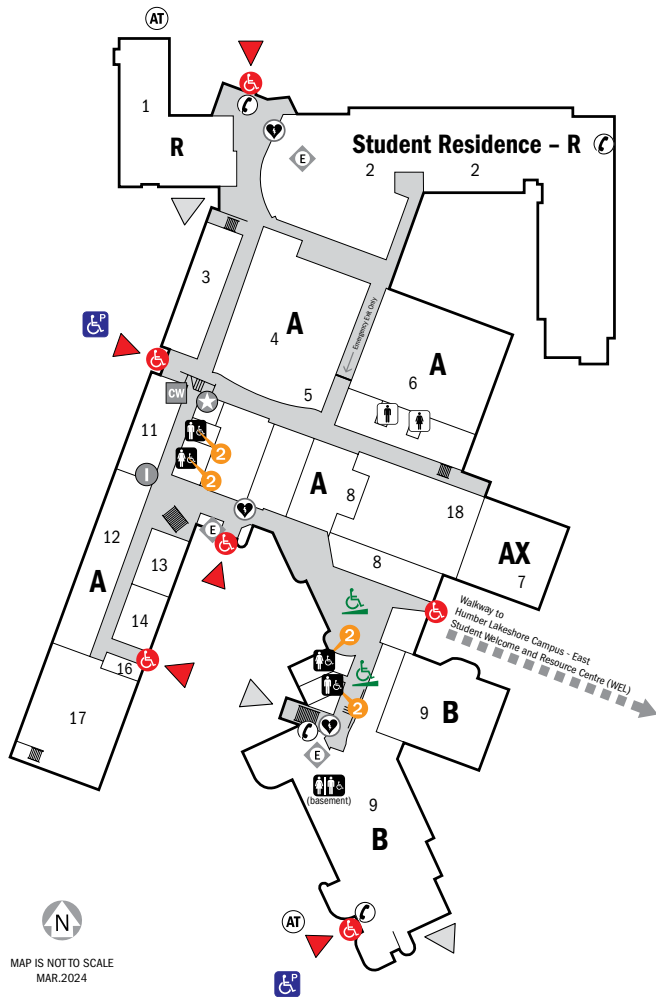 AT
1
R
E
Student Residence – R
2
2
3
P
4
A
Emergency Exit Only
5
6
A
CW
11
2
2
I
A
8
18
12
E
13
8
AX
7
A
14
16
17
Walkway to
Humber Lakeshore Campus - East
Student Welcome and Resource Centre (WEL)
2
2
9
B
E
(basement)
9
B
AT
P
N
MAP IS NOT TO SCALE
MAR.2024